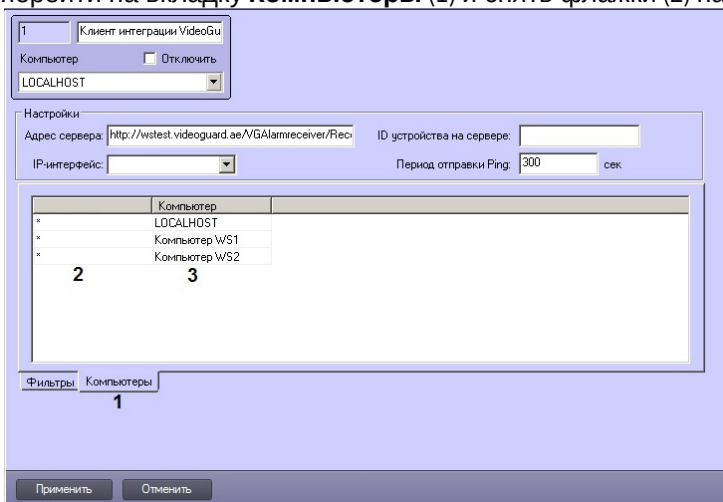 перейти на вкладку Компьютеры (1) и снять флажки (2) на
1 Клиент интеграции VideoGu
Компьютер Отключить
LOCALHOST
Настройки
Адрес сервера: http://wstest.videoguard.ae/VGAlarmreceiver/Rec ID устройства на сервере:
IP-интерфейс: Период отправки Ping: 300 сек
Компьютер
* LOCALHOST
* Компьютер WS1
* Компьютер WS2
2 3
Фильтры Компьютеры
1
Применить Отменить